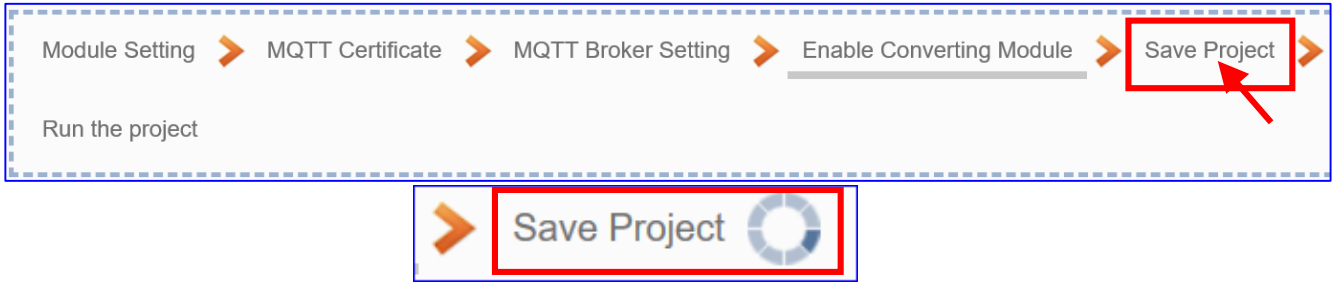 Module Setting MQTT Certificate MQTT Broker Setting Enable Converting Module Save Project
Run the project
Save Project